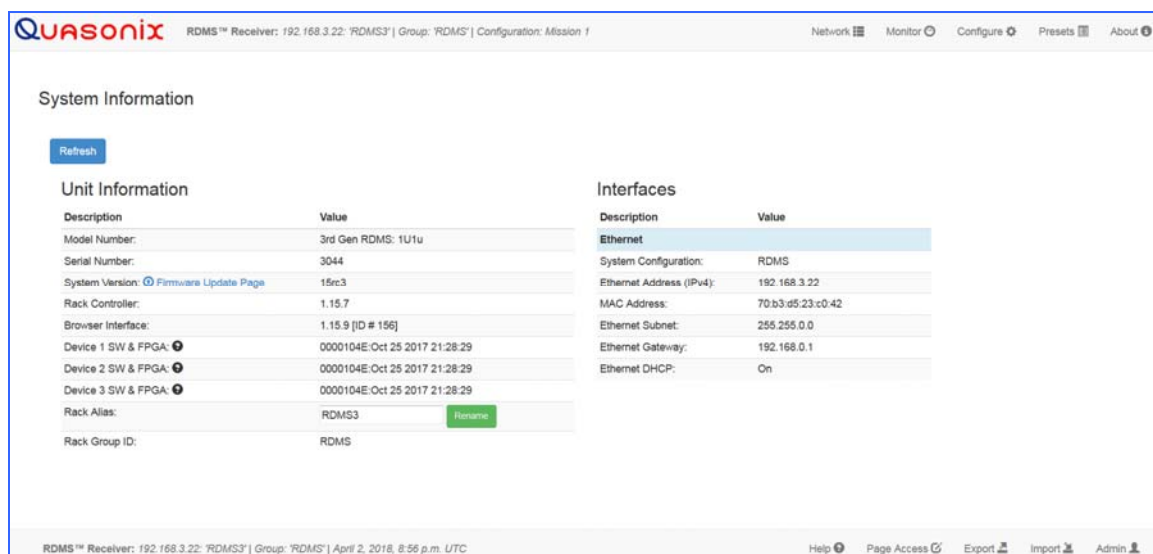 QUASONIX RDMS™ Receiver: 192.168.3.22: 'RDMS3' | Group: 'RDMS' | Configuration: Mission 1 Network Monitor Configure Presets About
System Information
Refresh
Unit Information
Description Value
Model Number: 3rd Gen RDMS: 1U1u
Serial Number: 3044
System Version: Firmware Update Page 15rc3
Rack Controller: 1.15.7
Browser Interface: 1.15.9 [ID # 156]
Device 1 SW & FPGA: 0000104E:Oct 25 2017 21:28:29
Device 2 SW & FPGA: 0000104E:Oct 25 2017 21:28:29
Device 3 SW & FPGA: 0000104E:Oct 25 2017 21:28:29
Rack Alias: RDMS3 Rename
Rack Group ID: RDMS
Interfaces
Description Value
Ethernet
System Configuration: RDMS
Ethernet Address (IPv4): 192.168.3.22
MAC Address: 70:b3:d5:23:c0:42
Ethernet Subnet: 255.255.0.0
Ethernet Gateway: 192.168.0.1
Ethernet DHCP: On
RDMS™ Receiver: 192.168.3.22: 'RDMS3' | Group: 'RDMS' | April 2, 2018, 8:56 p.m. UTC Help Page Access Export Import Admin